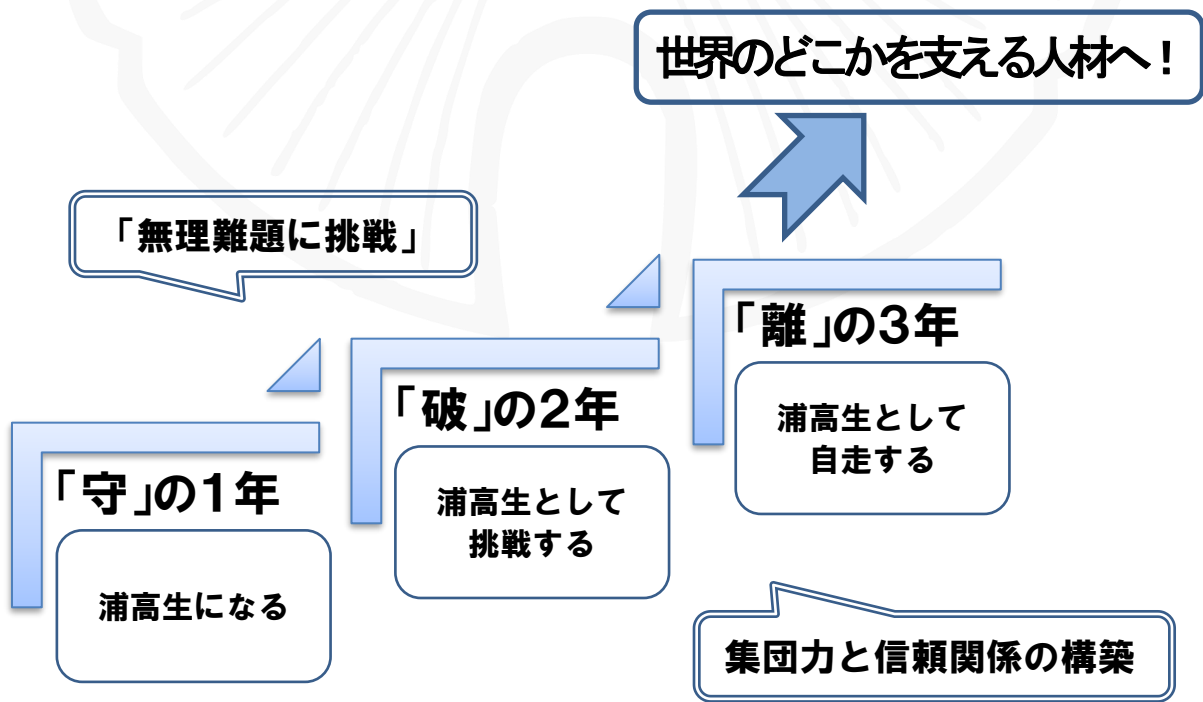 世界のどこかを支える人材へ！
「無理難題に挑戦」
「離」の3年
浦高生として
自走する
「破」の2年
浦高生として
挑戦する
「守」の1年
浦高生になる
集団力と信頼関係の構築